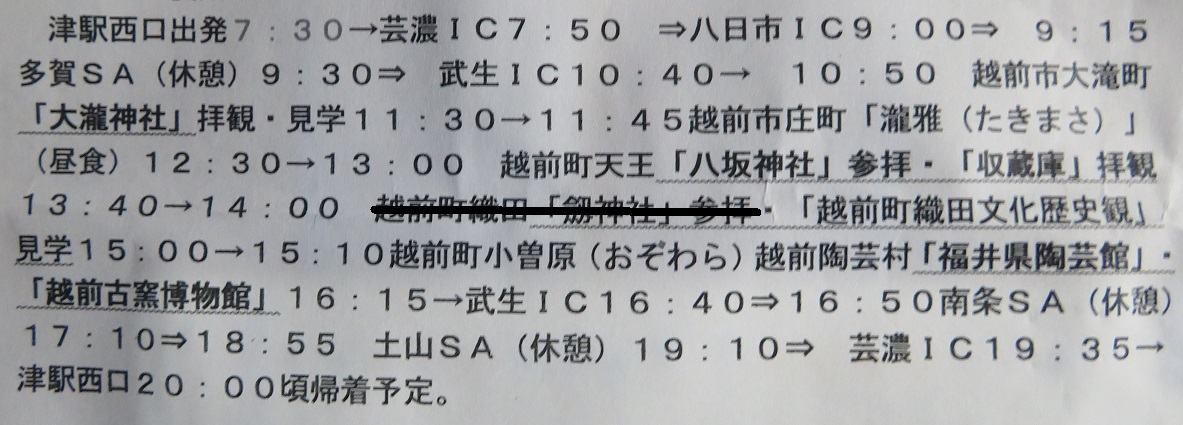 津駅西口出発7:30→芸濃IC7:50 ⇒八日市IC9:00⇒ 9:15
多賀SA(休憩)9:30⇒ 武生IC10:40→ 10:50 越前市大滝町
「大瀧神社」拝観・見学11:30→11:45越前市庄町「瀧雅(たきまさ)」
(昼食)12:30→13:00 越前町天王「八坂神社」参拝・「収蔵庫」拝観
13:40→14:00 越前町織田「劔神社」参拝・「越前町織田文化歴史観」
見学15:00→15:10越前町小曽原(おぞわら)越前陶芸村「福井県陶芸館」・
「越前古窯博物館」16:15→武生IC16:40⇒16:50南条SA(休憩)
17:10⇒18:55 土山SA(休憩)19:10⇒ 芸濃IC19:35→
津駅西口20:00頃帰着予定。